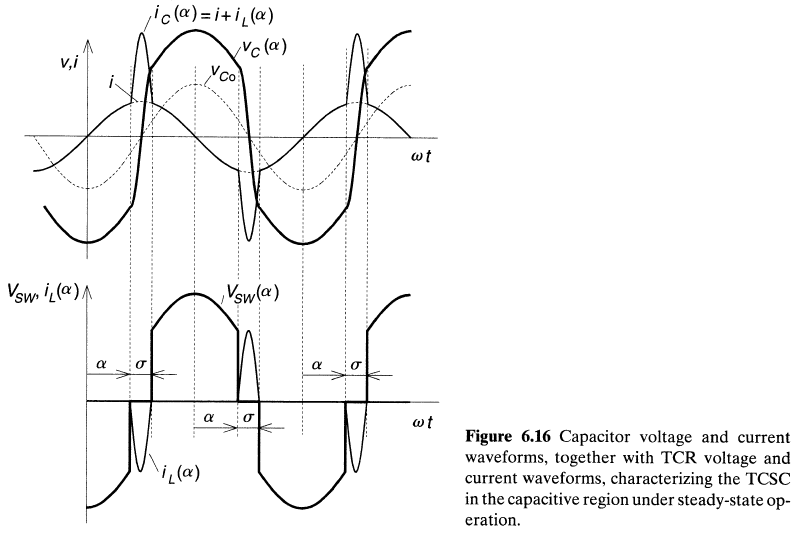 i_C(α) = i + i_L(α)
v,i
v_C(α)
v_Co
i
ωt
V_SW, i_L(α)
V_SW(α)
α σ α σ
α σ
ωt
i_L(α)
Figure 6.16 Capacitor voltage and current
waveforms, together with TCR voltage and
current waveforms, characterizing the TCSC
in the capacitive region under steady-state op-
eration.